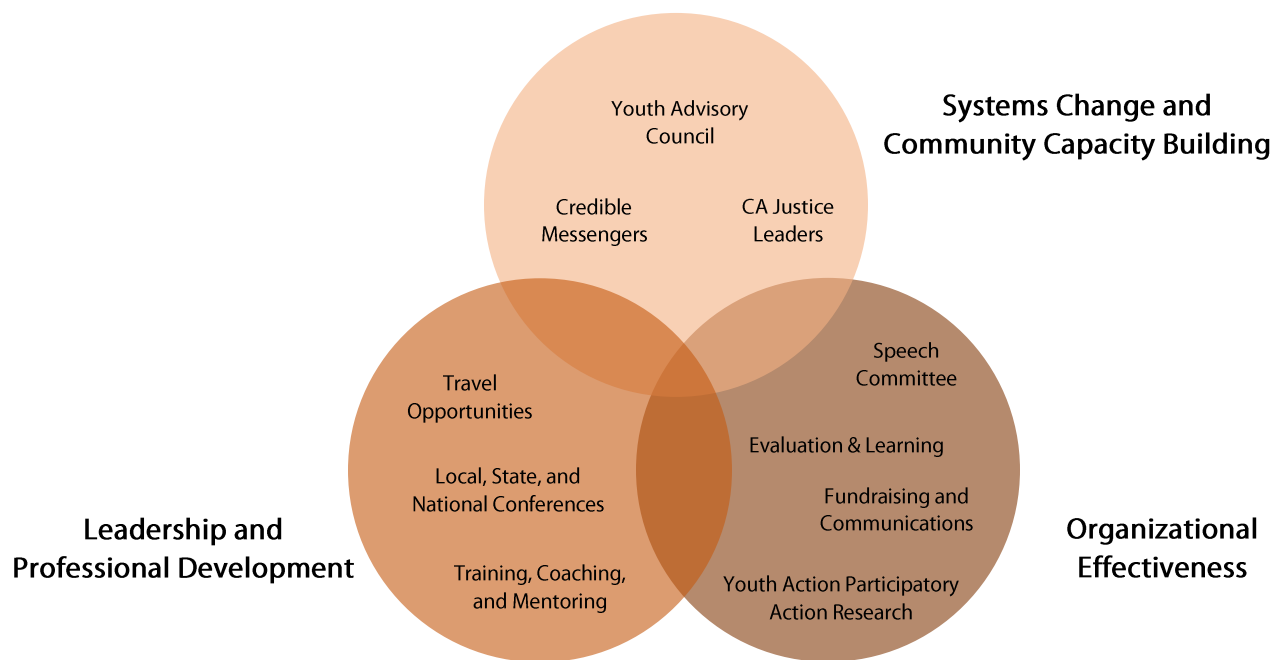 Systems Change and
Community Capacity Building
Youth Advisory
Council
Credible
Messengers
CA Justice
Leaders
Leadership and
Professional Development
Travel
Opportunities
Local, State, and
National Conferences
Training, Coaching,
and Mentoring
Organizational
Effectiveness
Speech
Committee
Evaluation & Learning
Fundraising and
Communications
Youth Action Participatory
Action Research